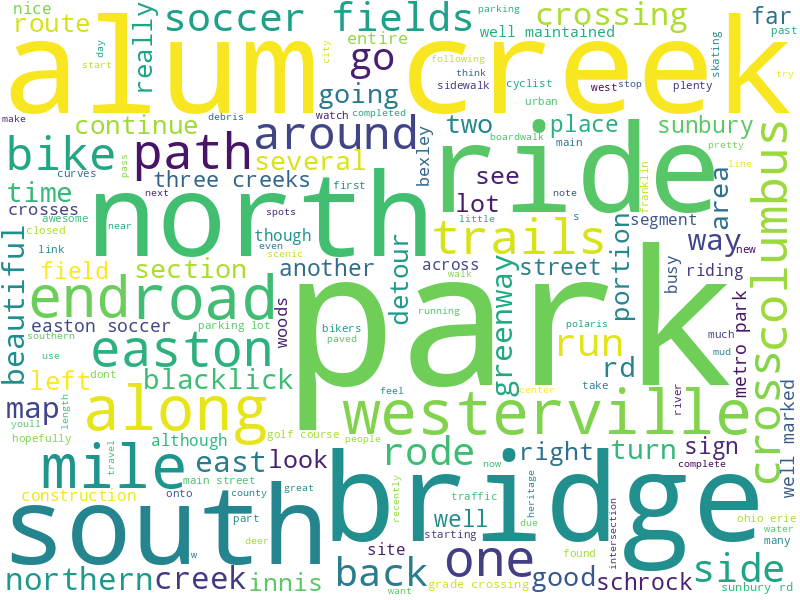 nice
route
really
soccer fields
crossing
far
parking
past
day
start
city
entire
well maintained
skating
alum creek
go
following
think
try
going
sidewalk
cyclist
west
stop
plenty
make
debris
watch
completed
urban
continue
around
two
place
sunbury
boardwalk
main
pretty
bike
path
several
bexley
ride
line
columbus
curves
pass
three creeks
see
franklin
area
time
crosses
next
first
north
lot
note
little
s
segment
awesome
near
spots
closed
though
even
trails
way
new
link
scenic
beautiful
field
section
another
across
street
portion
busy
riding
detour
greenway
walk
end
road
park
woods
southern
easton soccer
parking lot
bikers
running
polaris
much
metro park
use
paved
easton
run
mud
cross
dont
left
blacklick
feel
rd
take
center
river
well marked
map
youll
length
along
westerville
hopefully
although
golf course
people
rode
right
turn
sign
travel
mile
east
look
now
complete
main street
construction
onto
county
great
recently
traffic
heritage
ohio erie
south
bridge
part
well
due
intersection
water
deer
starting
many
w
site
one
found
side
northern
creek
innis
back
want
grade crossing
good
schrock
sunbury rd